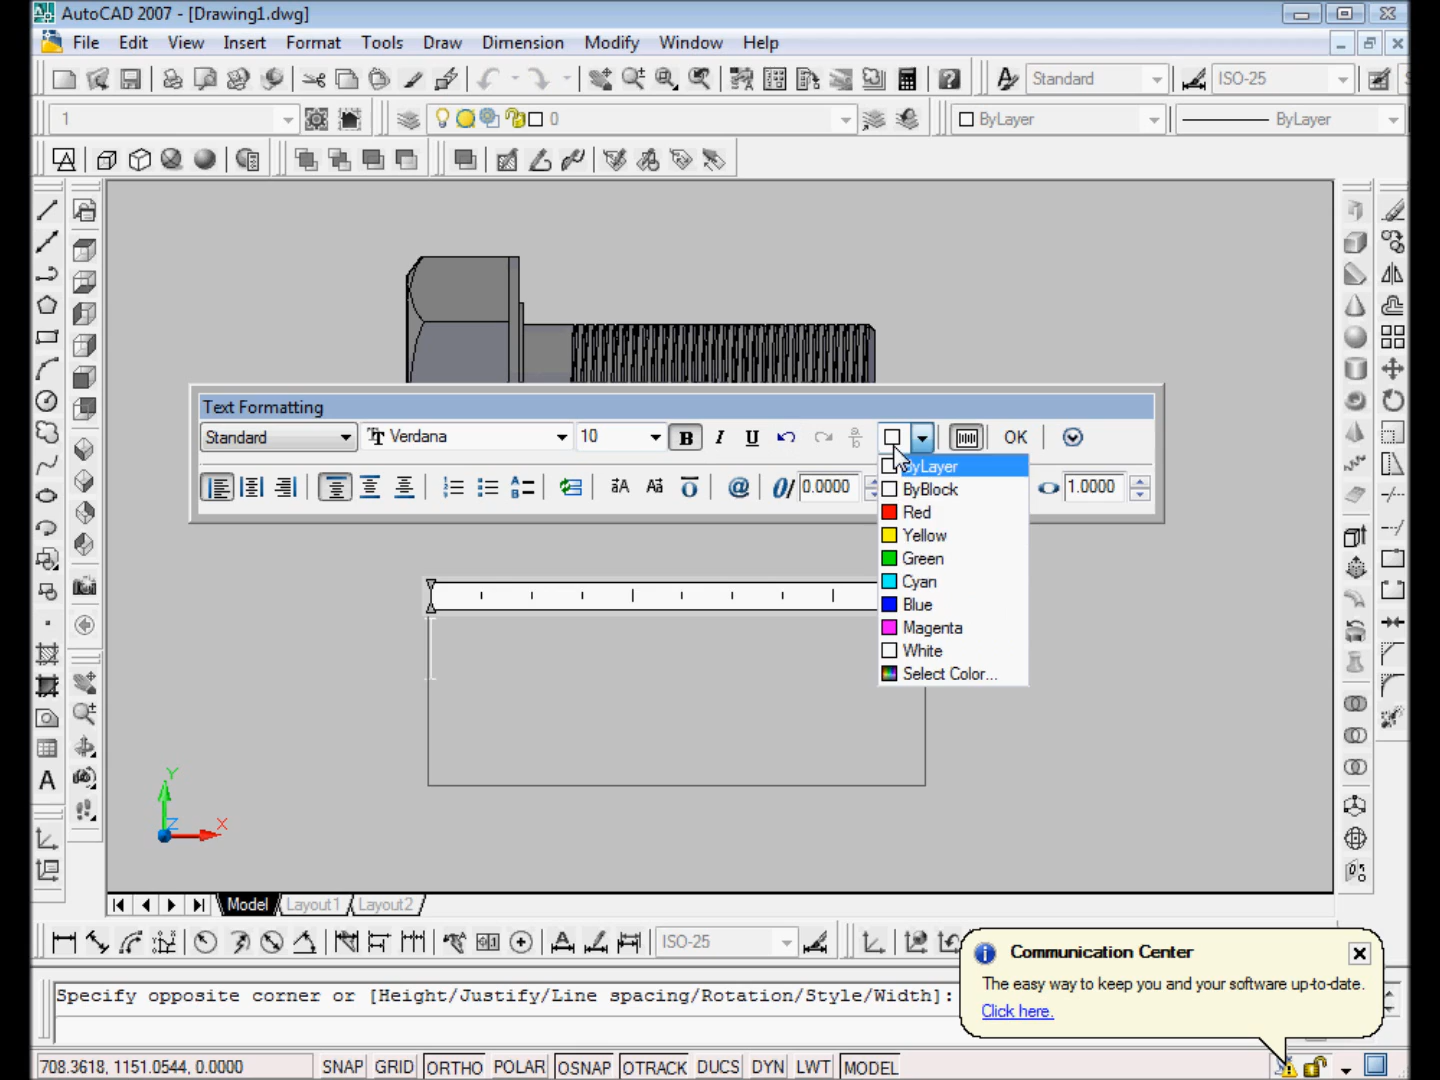 AutoCAD 2007 - [Drawing1.dwg]
File Edit View Insert Format Tools Draw Dimension Modify Window Help
Standard ISO-25
1 0 ByLayer ByLayer
Text Formatting
Standard Verdana 10 B I U OK
0.0000 1.0000
ByLayer
ByBlock
Red
Yellow
Green
Cyan
Blue
Magenta
White
Select Color...
Y
Z X
Model Layout1 Layout2
ISO-25
Communication Center
The easy way to keep you and your software up-to-date.
Click here.
Specify opposite corner or [Height/Justify/Line spacing/Rotation/Style/Width]:
708.3618, 1151.0544, 0.0000 SNAP GRID ORTHO POLAR OSNAP OTRACK DUCS DYN LWT MODEL